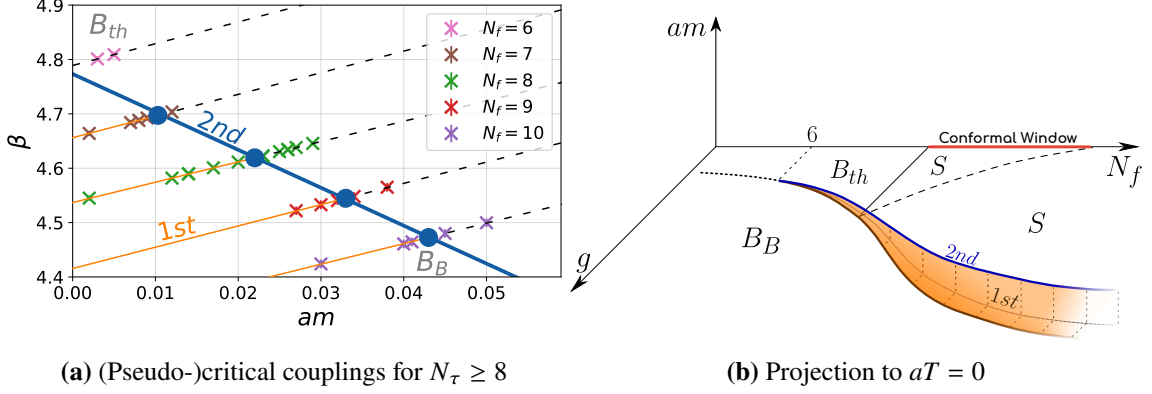 4.9
4.8
4.7
4.6
4.5
4.4
β
B_th
2nd
1st
B_B
N_f = 6
N_f = 7
N_f = 8
N_f = 9
N_f = 10
0.00 0.01 0.02 0.03 0.04 0.05
am
(a) (Pseudo-)critical couplings for N_τ ≥ 8
am
6
Conformal Window
N_f
B_th
S
S
B_B
g
2nd
1st
(b) Projection to aT = 0